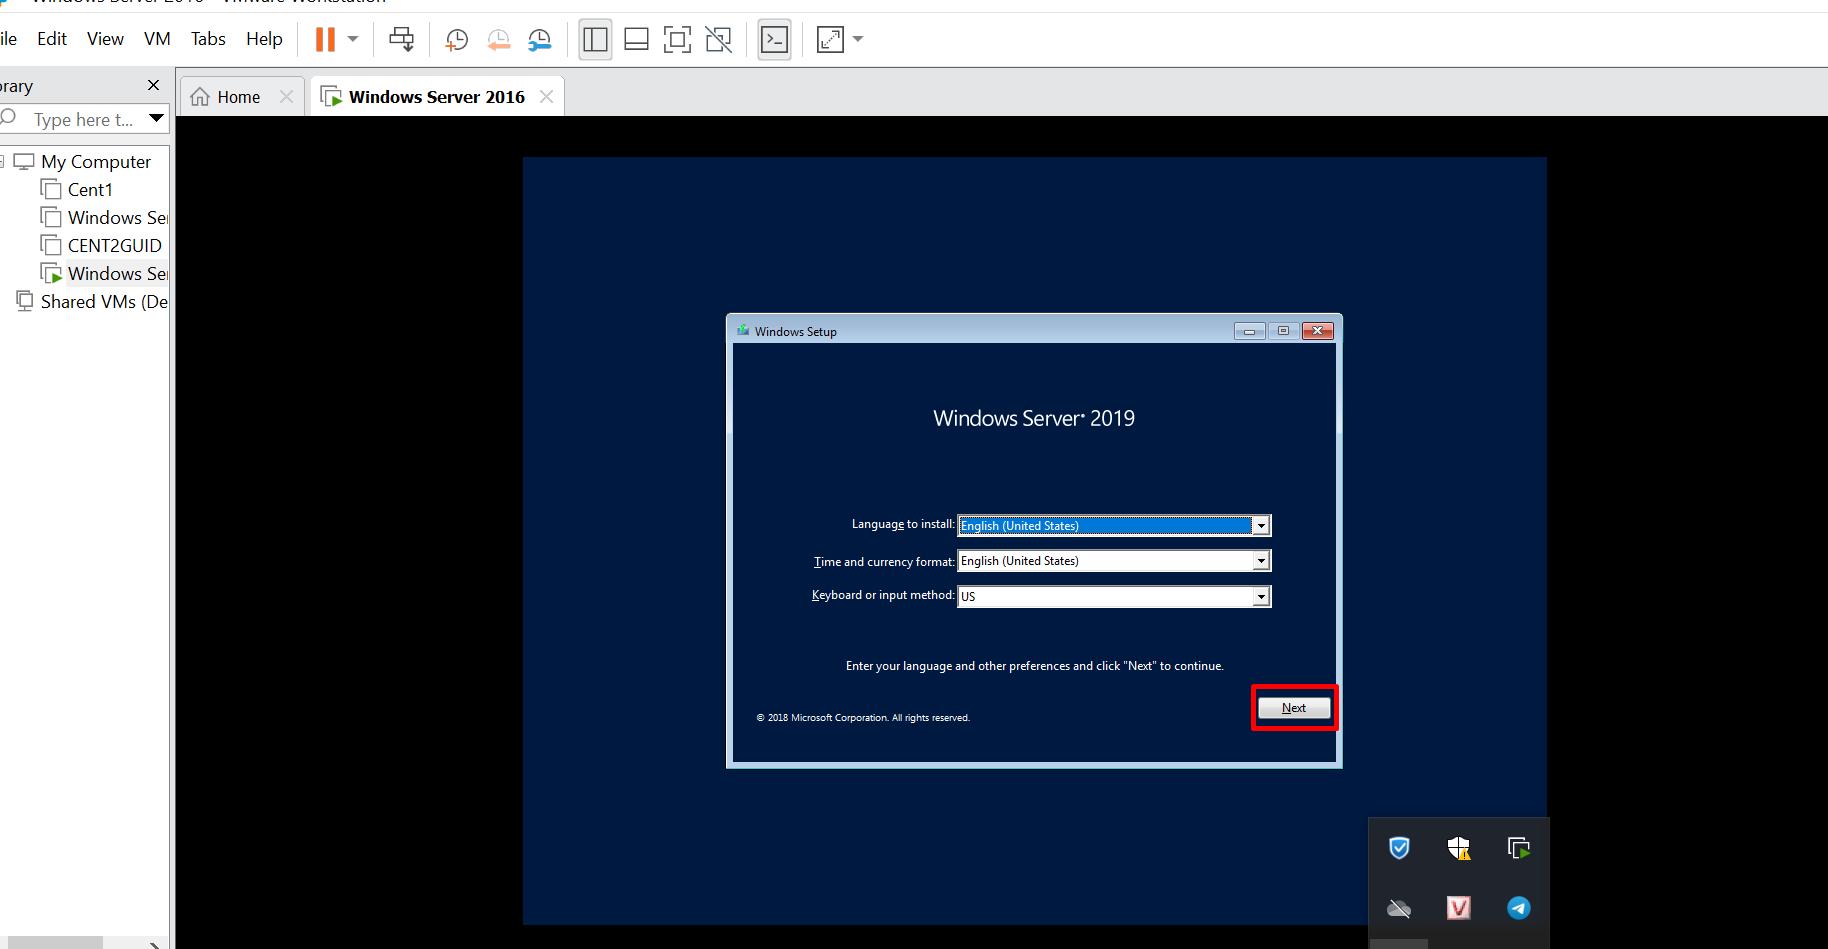 ile Edit View VM Tabs Help
rary
Home
Windows Server 2016
Type here t...
My Computer
Cent1
Windows Se
CENT2GUID
Windows Se
Shared VMs (De
Windows Setup
Windows Server® 2019
Language to install: English (United States)
Time and currency format: English (United States)
Keyboard or input method: US
Enter your language and other preferences and click "Next" to continue.
Next
© 2018 Microsoft Corporation. All rights reserved.